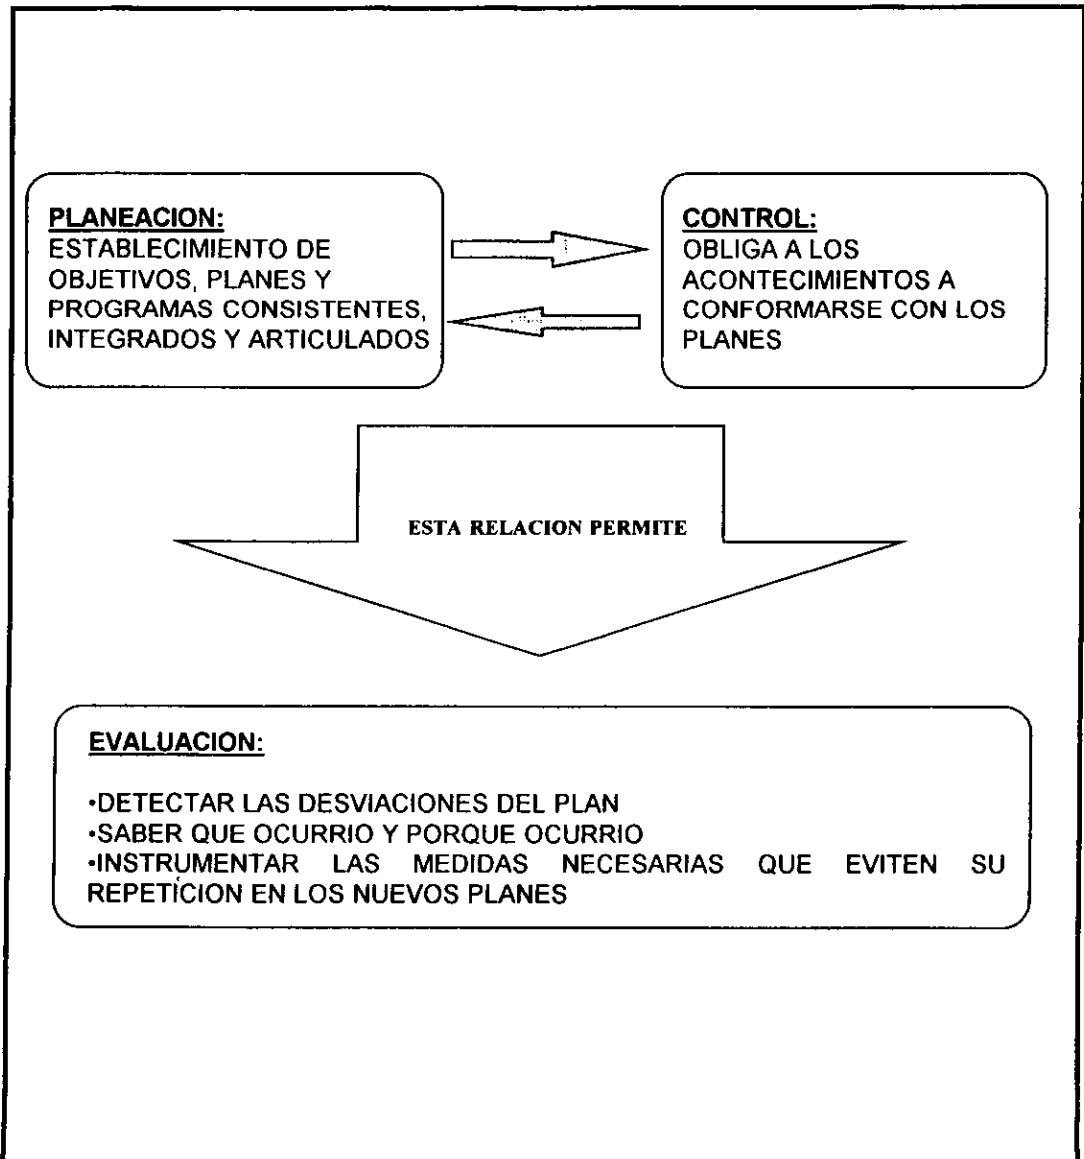 PLANEACION:
ESTABLECIMIENTO DE
OBJETIVOS, PLANES Y
PROGRAMAS CONSISTENTES,
INTEGRADOS Y ARTICULADOS
CONTROL:
OBLIGA A LOS
ACONTECIMIENTOS A
CONFORMARSE CON LOS
PLANES
ESTA RELACION PERMITE
EVALUACION:
•DETECTAR LAS DESVIACIONES DEL PLAN
•SABER QUE OCURRIO Y PORQUE OCURRIO
•INSTRUMENTAR LAS MEDIDAS NECESARIAS QUE EVITEN SU
REPETICION EN LOS NUEVOS PLANES